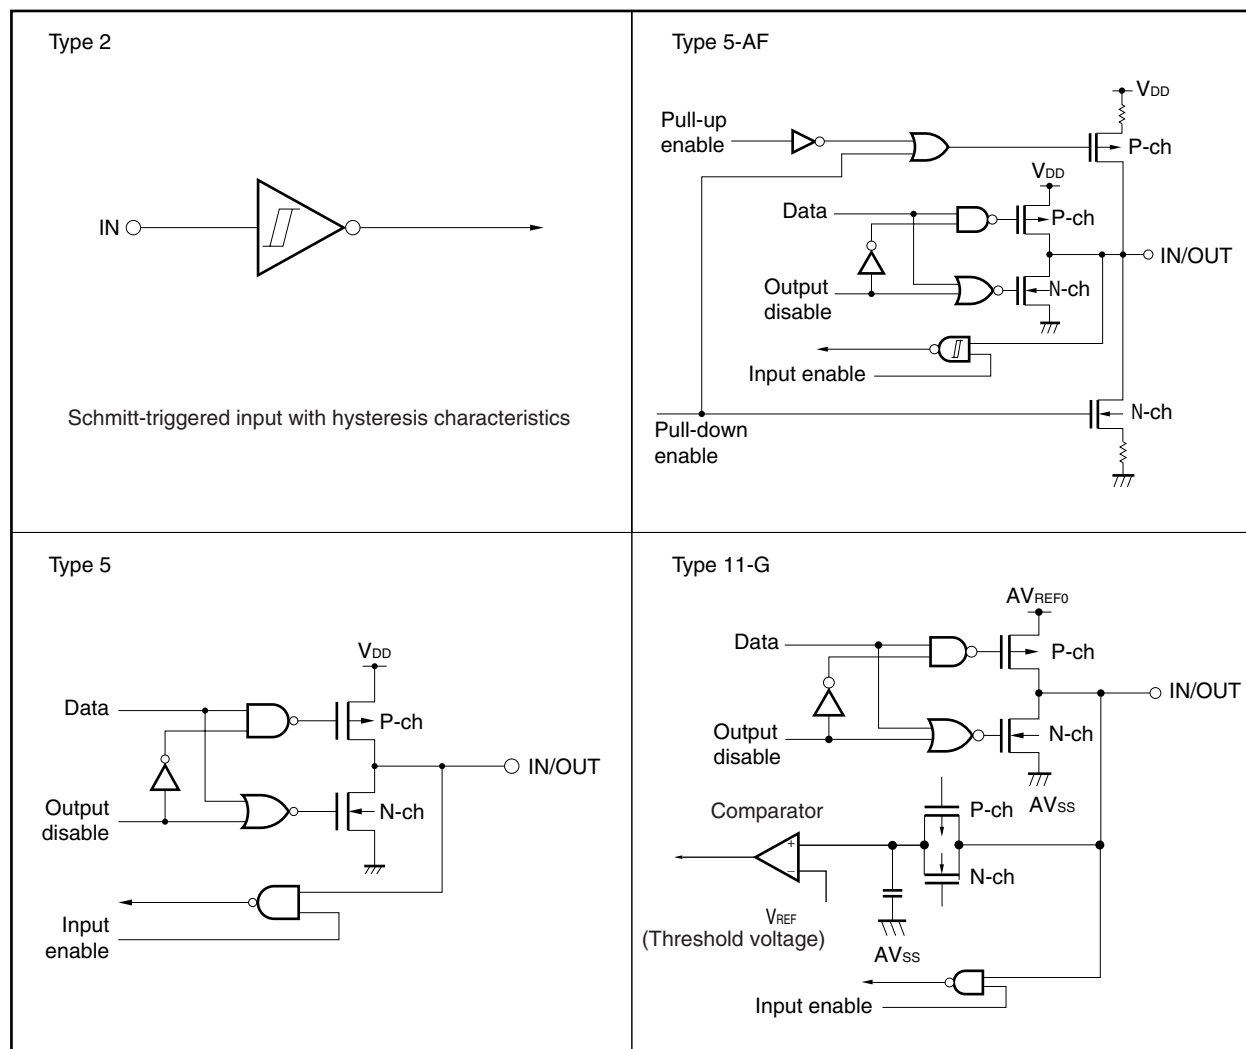 Type 2
IN
Schmitt-triggered input with hysteresis characteristics
Type 5-AF
VDD
Pull-up
enable
P-ch
VDD
Data
P-ch
IN/OUT
Output
disable
N-ch
Input enable
N-ch
Pull-down
enable
Type 5
VDD
Data
P-ch
IN/OUT
Output
disable
N-ch
Input
enable
Type 11-G
AVREF0
Data
P-ch
IN/OUT
Output
disable
N-ch
AVSS
P-ch
Comparator
+
−
N-ch
VREF
(Threshold voltage)
AVSS
Input enable